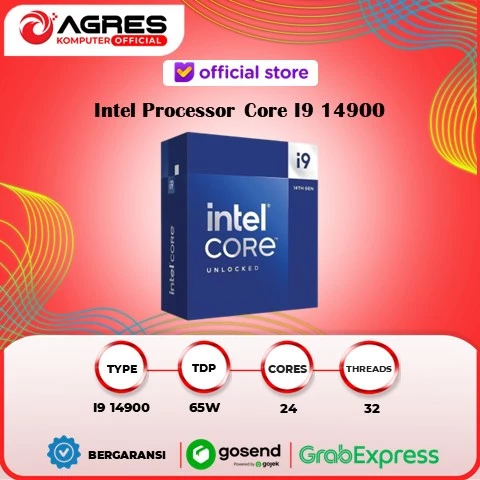 AGRES
KOMPUTER OFFICIAL
official store
Intel Processor Core I9 14900
i9
14TH GEN
intel
CORE
UNLOCKED
intel CORE
TYPE
TDP
CORES
THREADS
I9 14900
65W
24
32
BERGARANSI
gosend
Powered by gojek
GrabExpress